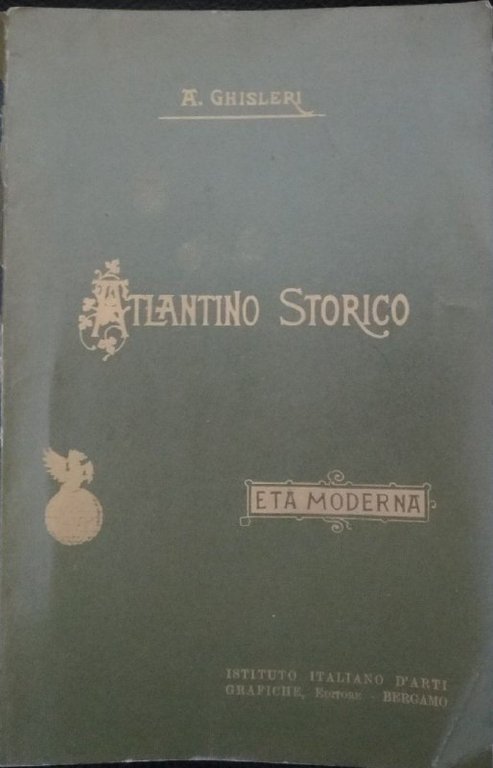 A. GHISLERI
ATLANTINO STORICO
ETÀ MODERNA
ISTITUTO ITALIANO D'ARTI
GRAFICHE, EDITORE - BERGAMO